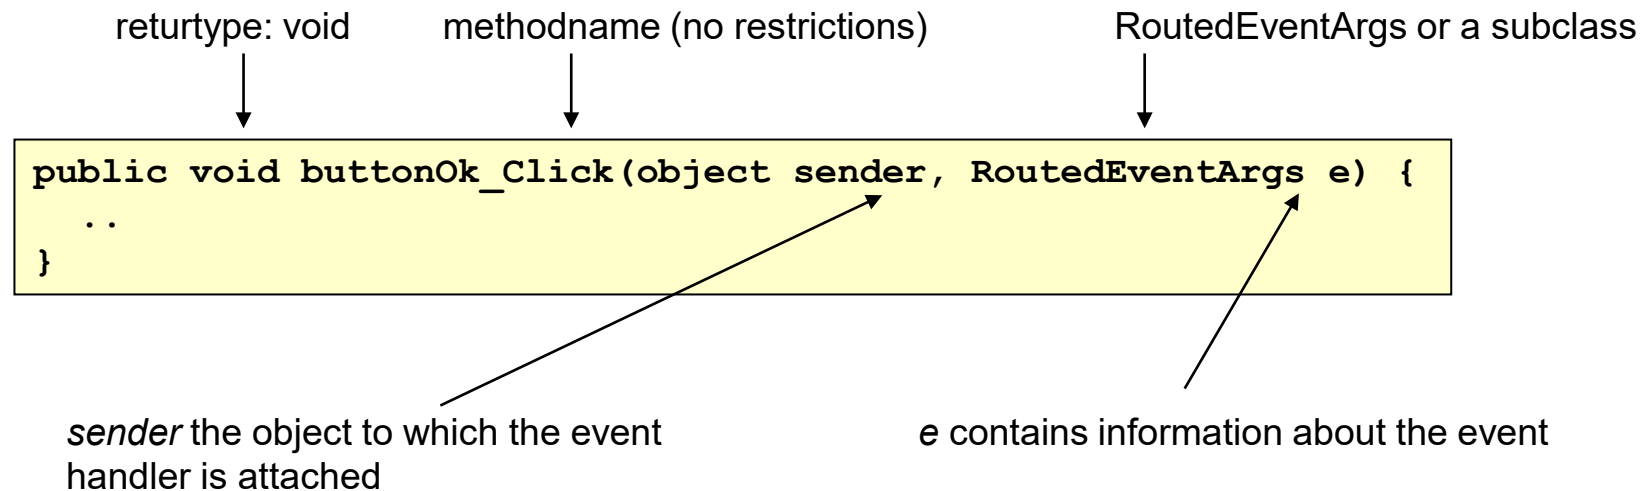 returtype: void
methodname (no restrictions)
RoutedEventArgs or a subclass
public void buttonOk_Click(object sender, RoutedEventArgs e) {
..
}
sender the object to which the event
handler is attached
e contains information about the event